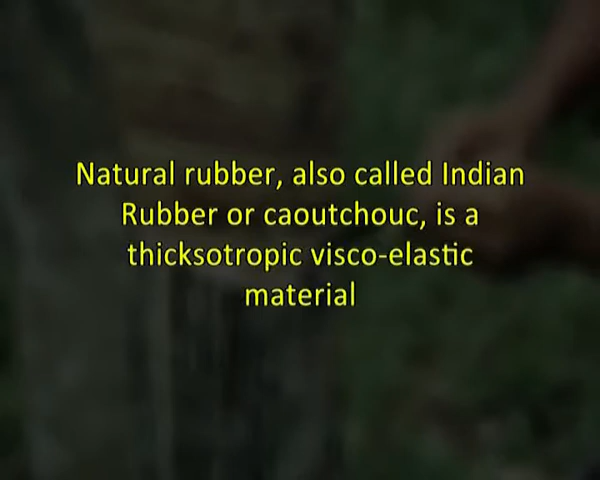 Natural rubber, also called Indian
Rubber or caoutchouc, is a
thicksotropic visco-elastic
material